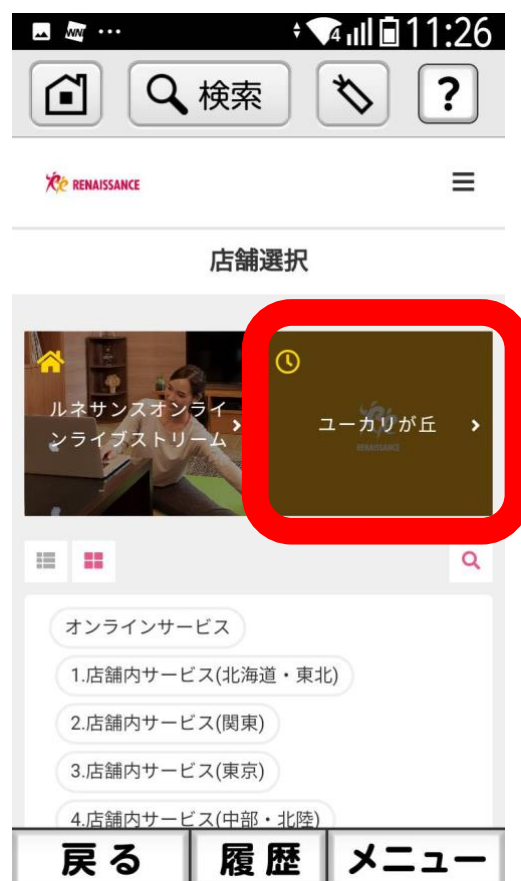 WNI ... 4 11:26
検索 ?
RENAISSANCE
店舗選択
ルネサンスオンラインライブストリーム
ユーカリが丘
RENAISSANCE
オンラインサービス
1.店舗内サービス(北海道・東北)
2.店舗内サービス(関東)
3.店舗内サービス(東京)
4.店舗内サービス(中部・北陸)
戻る 履歴 メニュー